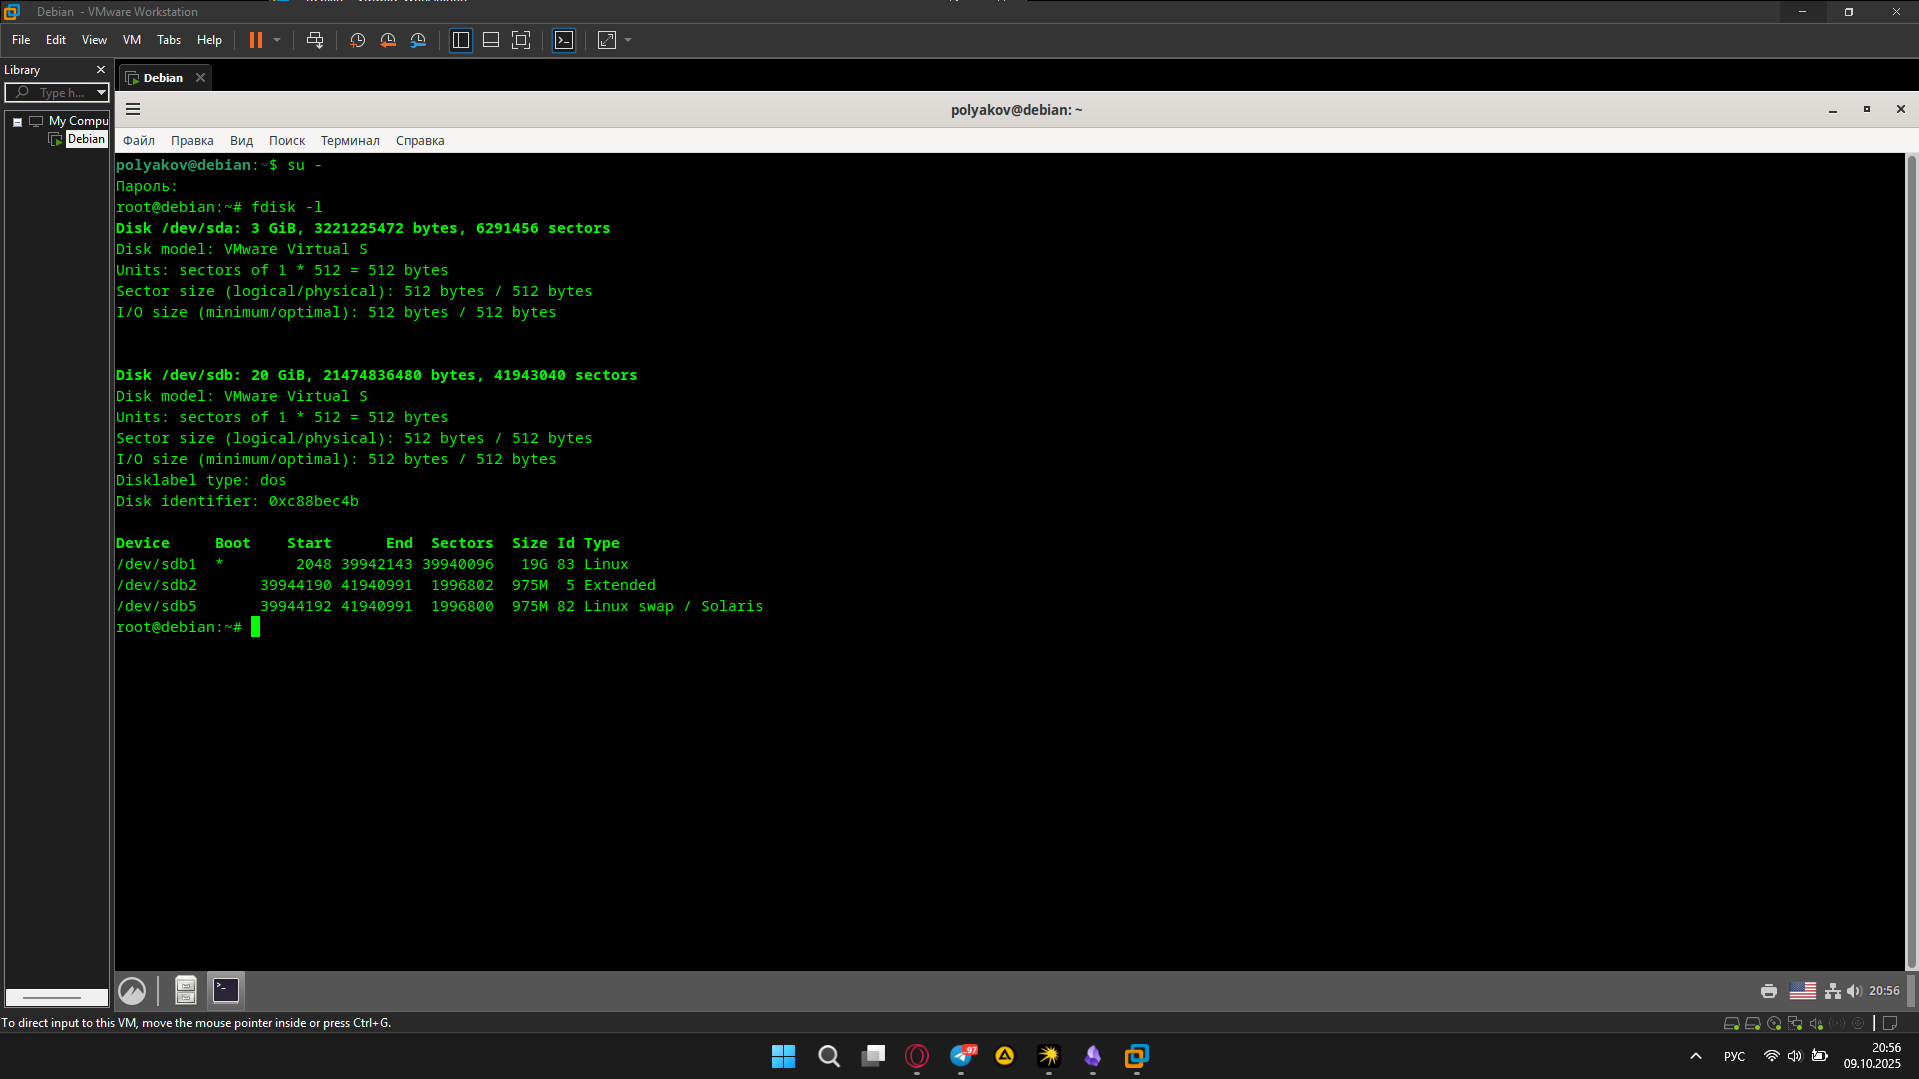 Debian - VMware Workstation
File Edit View VM Tabs Help
Library
Debian
Type h...
My Compu
Debian
polyakov@debian: ~
Файл Правка Вид Поиск Терминал Справка
polyakov@debian:~$ su -
Пароль:
root@debian:~# fdisk -l
Disk /dev/sda: 3 GiB, 3221225472 bytes, 6291456 sectors
Disk model: VMware Virtual S
Units: sectors of 1 * 512 = 512 bytes
Sector size (logical/physical): 512 bytes / 512 bytes
I/O size (minimum/optimal): 512 bytes / 512 bytes
Disk /dev/sdb: 20 GiB, 21474836480 bytes, 41943040 sectors
Disk model: VMware Virtual S
Units: sectors of 1 * 512 = 512 bytes
Sector size (logical/physical): 512 bytes / 512 bytes
I/O size (minimum/optimal): 512 bytes / 512 bytes
Disklabel type: dos
Disk identifier: 0xc88bec4b
Device Boot Start End Sectors Size Id Type
/dev/sdb1 * 2048 39942143 39940096 19G 83 Linux
/dev/sdb2 39944190 41940991 1996802 975M 5 Extended
/dev/sdb5 39944192 41940991 1996800 975M 82 Linux swap / Solaris
root@debian:~#
20:56
To direct input to this VM, move the mouse pointer inside or press Ctrl+G.
97
РУС
20:56
09.10.2025